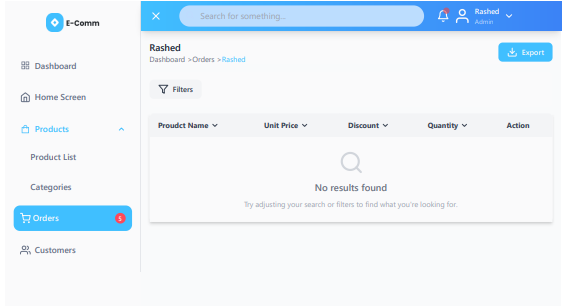 E-Comm
Search for something...
Rashed
Admin
Dashboard
Home Screen
Products
Product List
Categories
Orders
5
Customers
Rashed
Dashboard >Orders >Rashed
Export
Filters
Proudct Name Unit Price Discount Quantity Action
No results found
Try adjusting your search or filters to find what you're looking for.